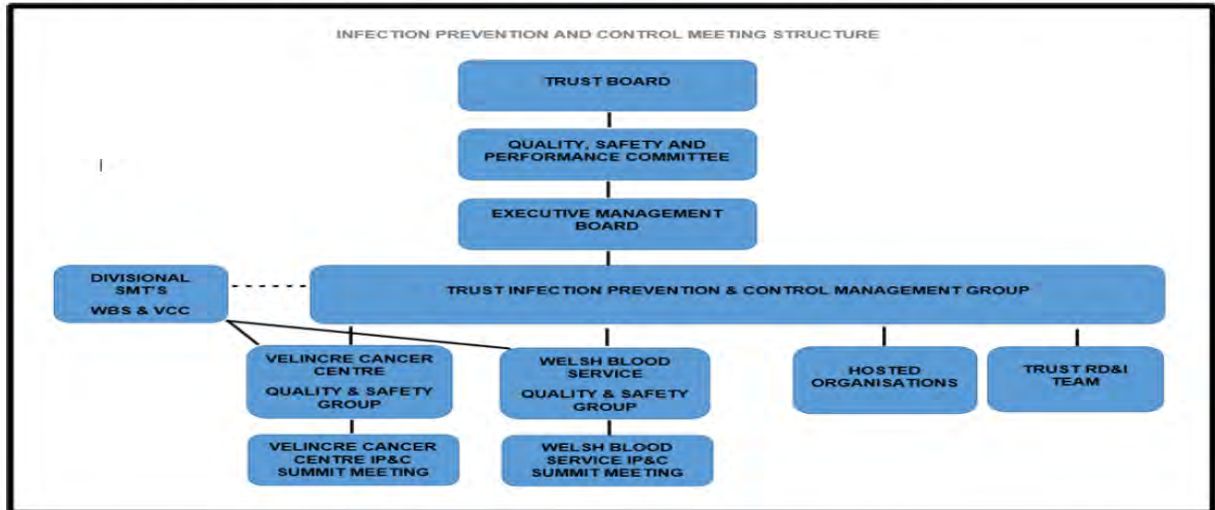 INFECTION PREVENTION AND CONTROL MEETING STRUCTURE
TRUST BOARD
QUALITY, SAFETY AND
PERFORMANCE COMMITTEE
EXECUTIVE MANAGEMENT
BOARD
DIVISIONAL
SMT'S
WBS & VCC
TRUST INFECTION PREVENTION & CONTROL MANAGEMENT GROUP
VELINCRE CANCER
CENTRE
QUALITY & SAFETY
GROUP
WELSH BLOOD
SERVICE
QUALITY & SAFETY
GROUP
HOSTED
ORGANISATIONS
TRUST RD&I
TEAM
VELINCRE CANCER
CENTRE IP&C
SUMMIT MEETING
WELSH BLOOD
SERVICE IP&C
SUMMIT MEETING